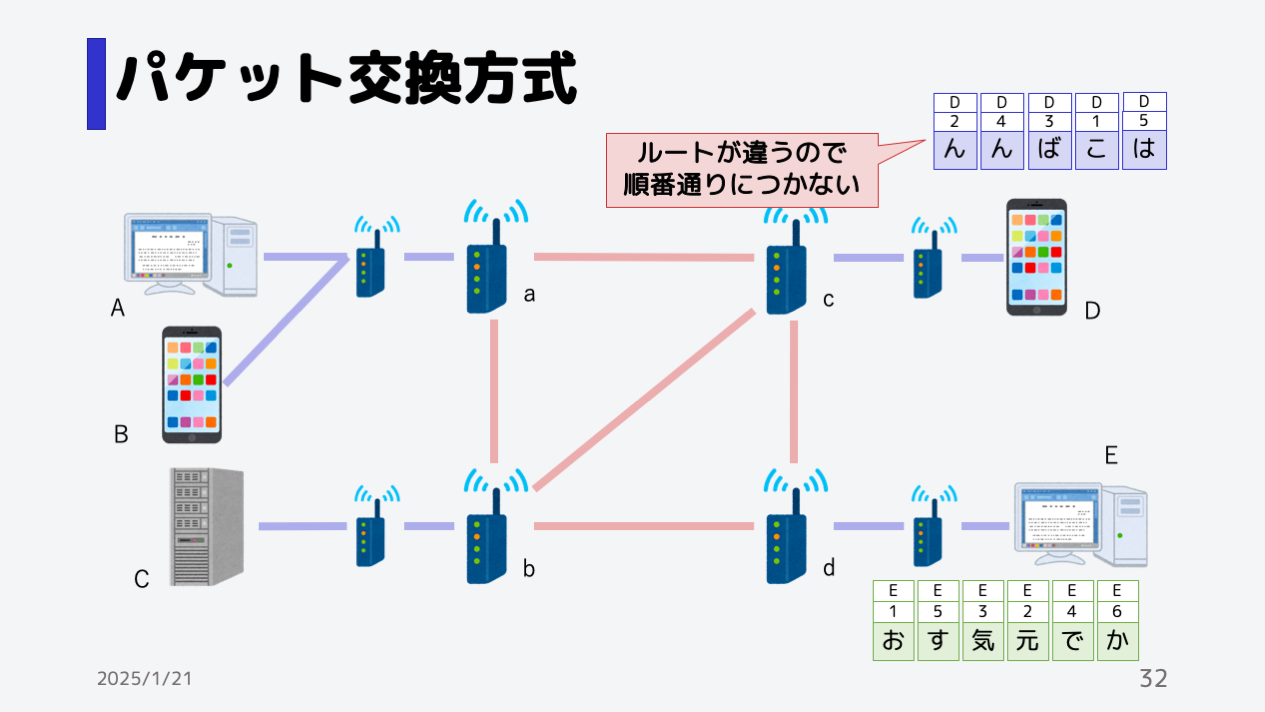 パケット交換方式
D D D D D
2 4 3 1 5
ん ん ば こ は
ルートが違うので
順番通りにつかない
a
c
A
D
B
E
C
b
d
E E E E E E
1 5 3 2 4 6
お す 気 元 で か
2025/1/21
32